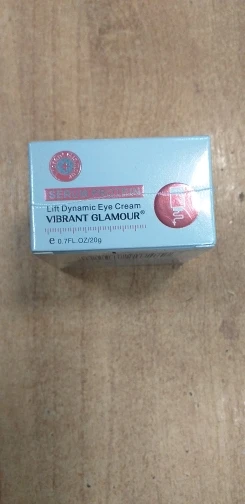 Lift Dynamic Eye Cream
VIBRANT GLAMOUR®
e 0.7FL.OZ/20g